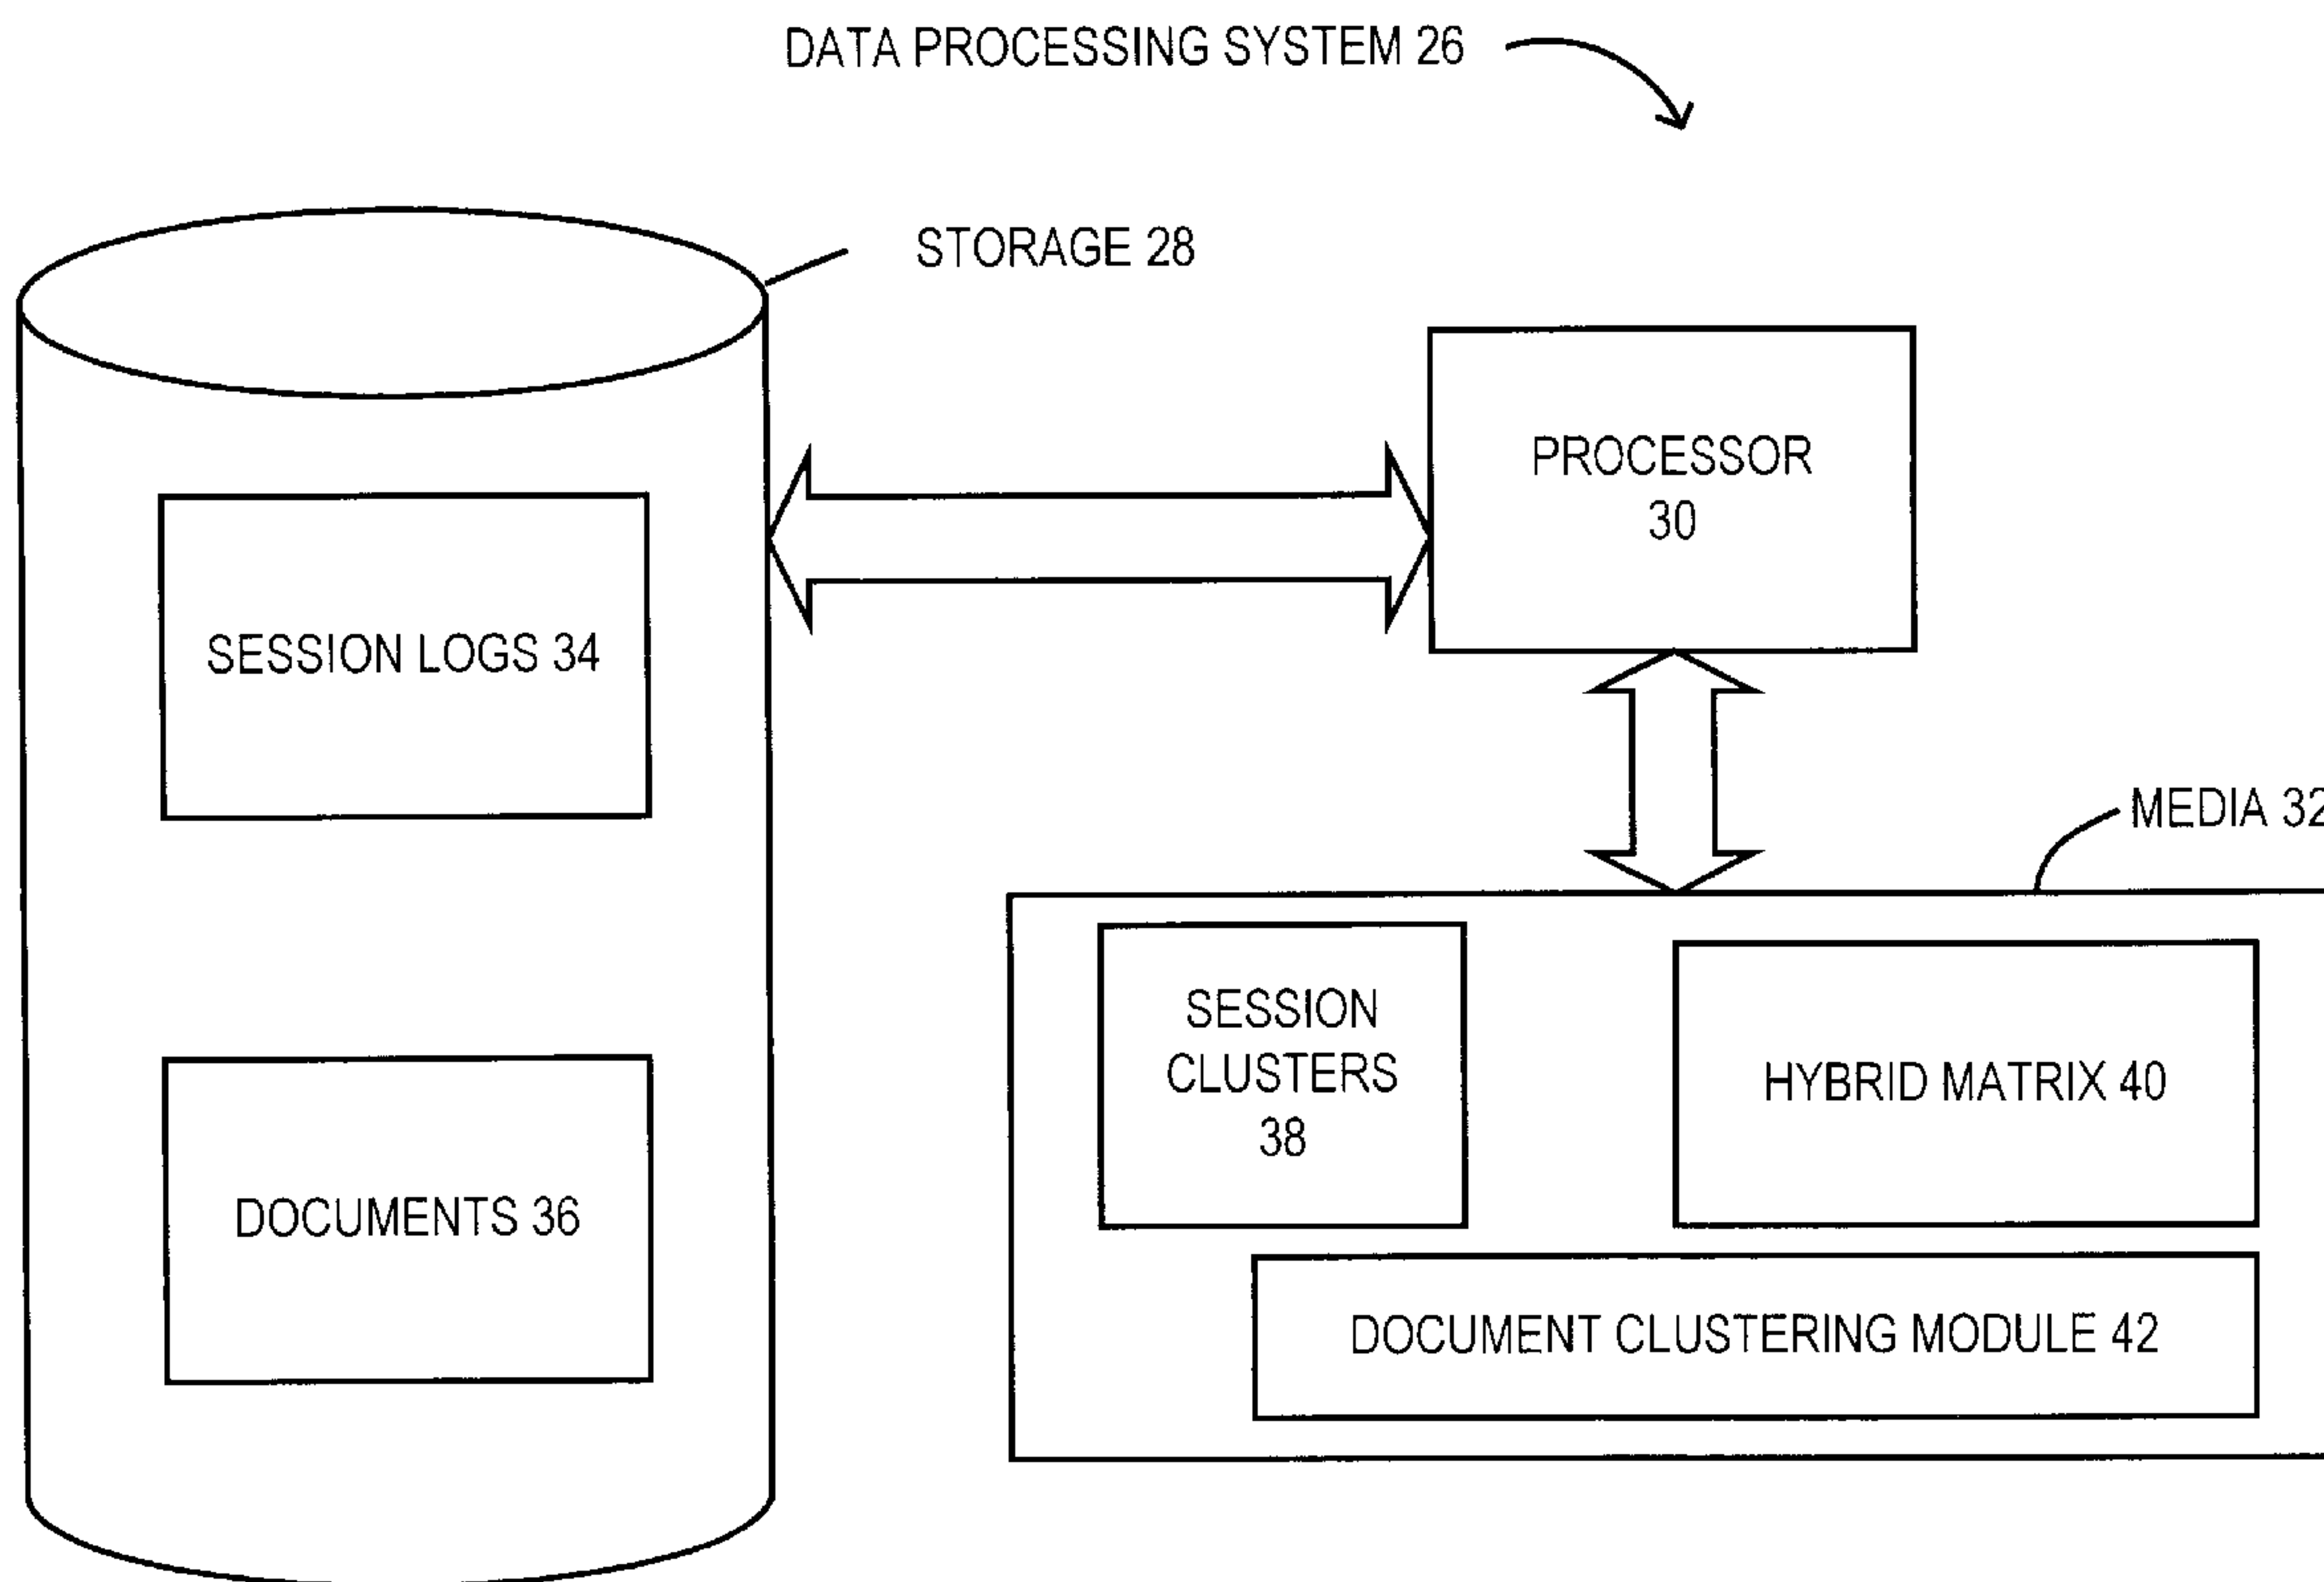 DATA PROCESSING SYSTEM 26
STORAGE 28
PROCESSOR
30
SESSION LOGS 34
MEDIA 32
SESSION
CLUSTERS
38
HYBRID MATRIX 40
DOCUMENTS 36
DOCUMENT CLUSTERING MODULE 42